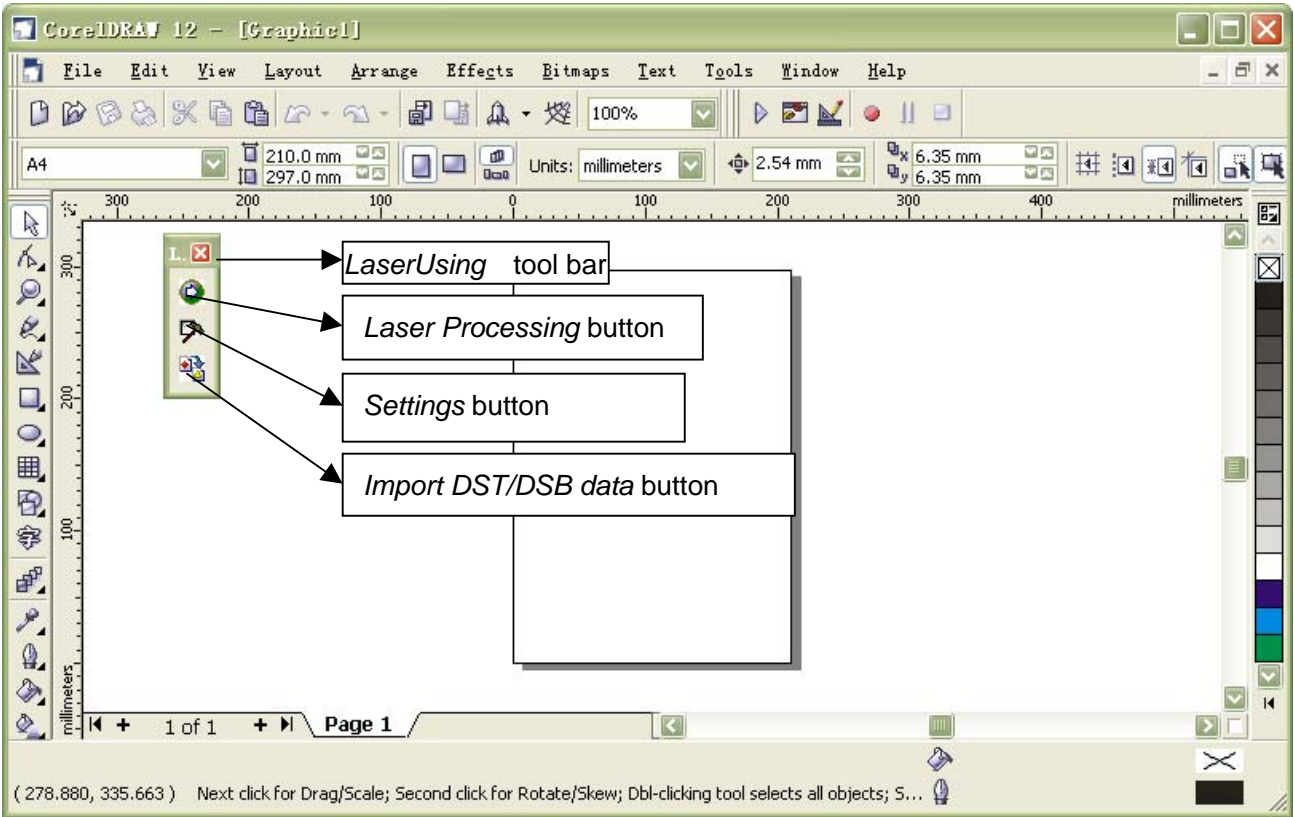 CorelDRAW 12 - [Graphic1]
File Edit View Layout Arrange Effects Bitmaps Text Tools Window Help
100%
A4
210.0 mm
297.0 mm
Units: millimeters
2.54 mm
x 6.35 mm
y 6.35 mm
300 200 100 0 100 200 300 400 millimeters
L.
LaserUsing tool bar
Laser Processing button
Settings button
Import DST/DSB data button
300
200
100
millimeters
字
1 of 1
Page 1
( 278.880, 335.663 ) Next click for Drag/Scale; Second click for Rotate/Skew; Dbl-clicking tool selects all objects; S...